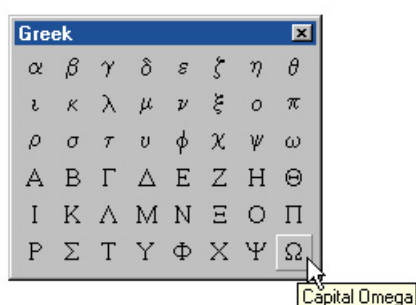 Greek
α β γ δ ε ζ η θ
ι κ λ μ ν ξ ο π
ρ σ τ υ ϕ χ ψ ω
Α Β Γ Δ Ε Ζ Η Θ
Ι Κ Λ Μ Ν Ξ Ο Π
Ρ Σ Τ Υ Φ Χ Ψ Ω
Capital Omega